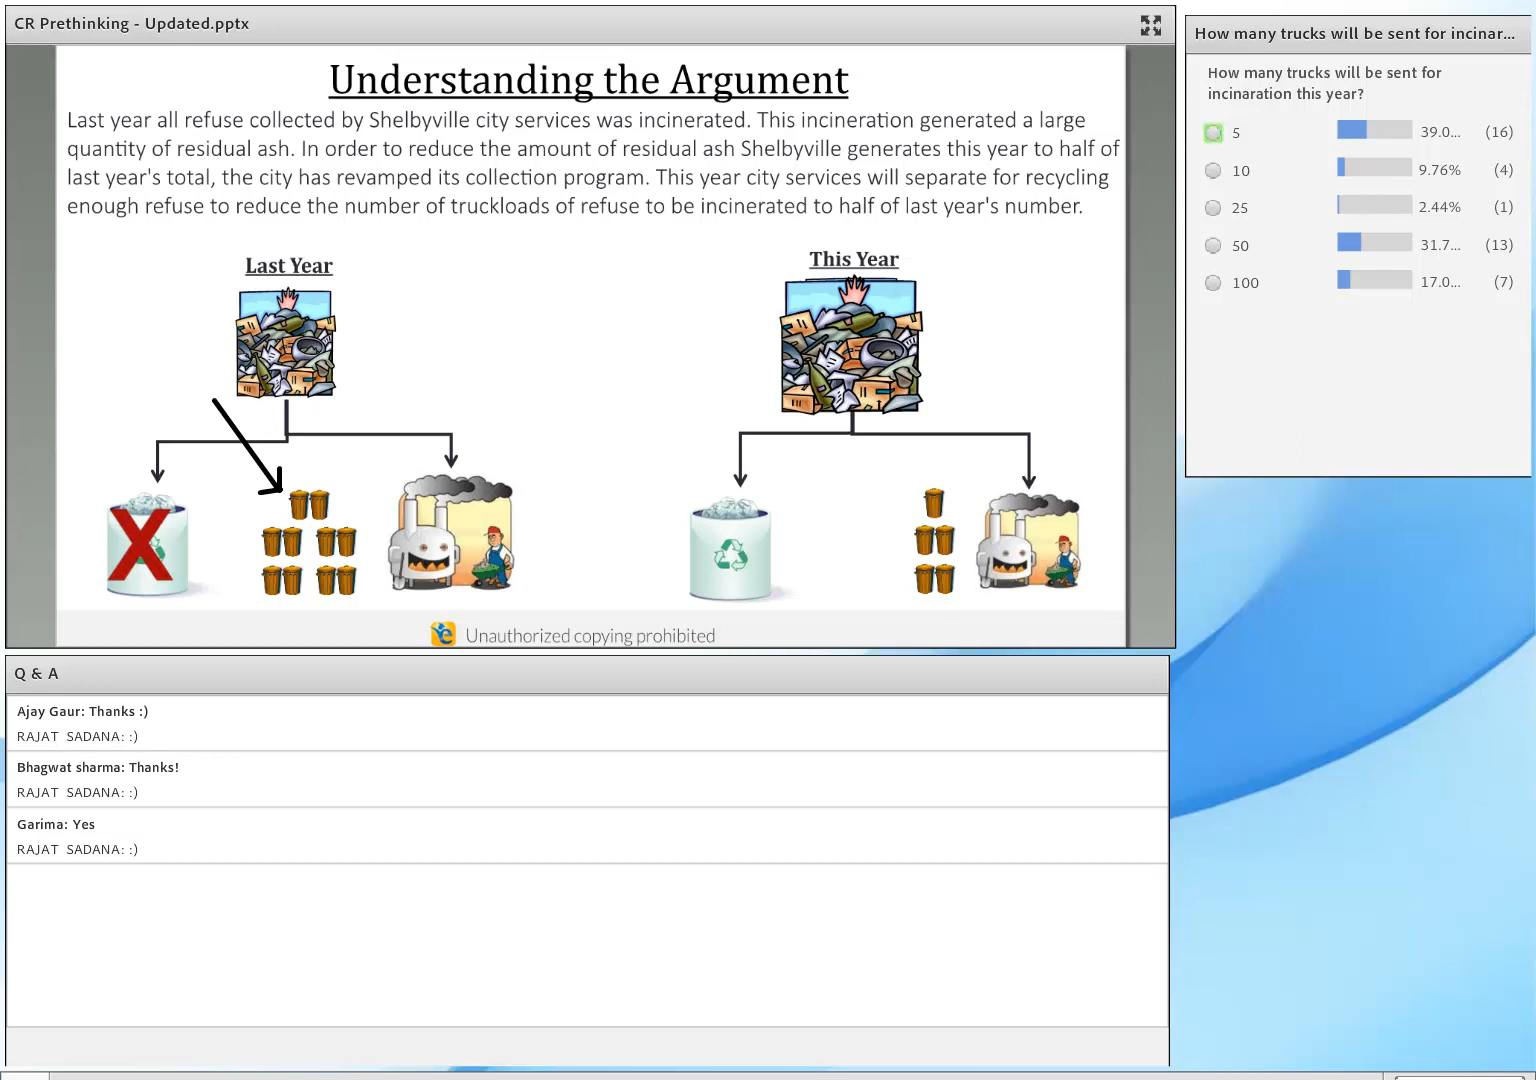 CR Prethinking - Updated.pptx
Understanding the Argument
Last year all refuse collected by Shelbyville city services was incinerated. This incineration generated a large
quantity of residual ash. In order to reduce the amount of residual ash Shelbyville generates this year to half of
last year's total, the city has revamped its collection program. This year city services will separate for recycling
enough refuse to reduce the number of truckloads of refuse to be incinerated to half of last year's number.
Last Year
This Year
Unauthorized copying prohibited
How many trucks will be sent for incinar...
How many trucks will be sent for
incinaration this year?
5 39.0... (16)
10 9.76% (4)
25 2.44% (1)
50 31.7... (13)
100 17.0... (7)
Q & A
Ajay Gaur: Thanks :)
RAJAT SADANA: :)
Bhagwat sharma: Thanks!
RAJAT SADANA: :)
Garima: Yes
RAJAT SADANA: :)